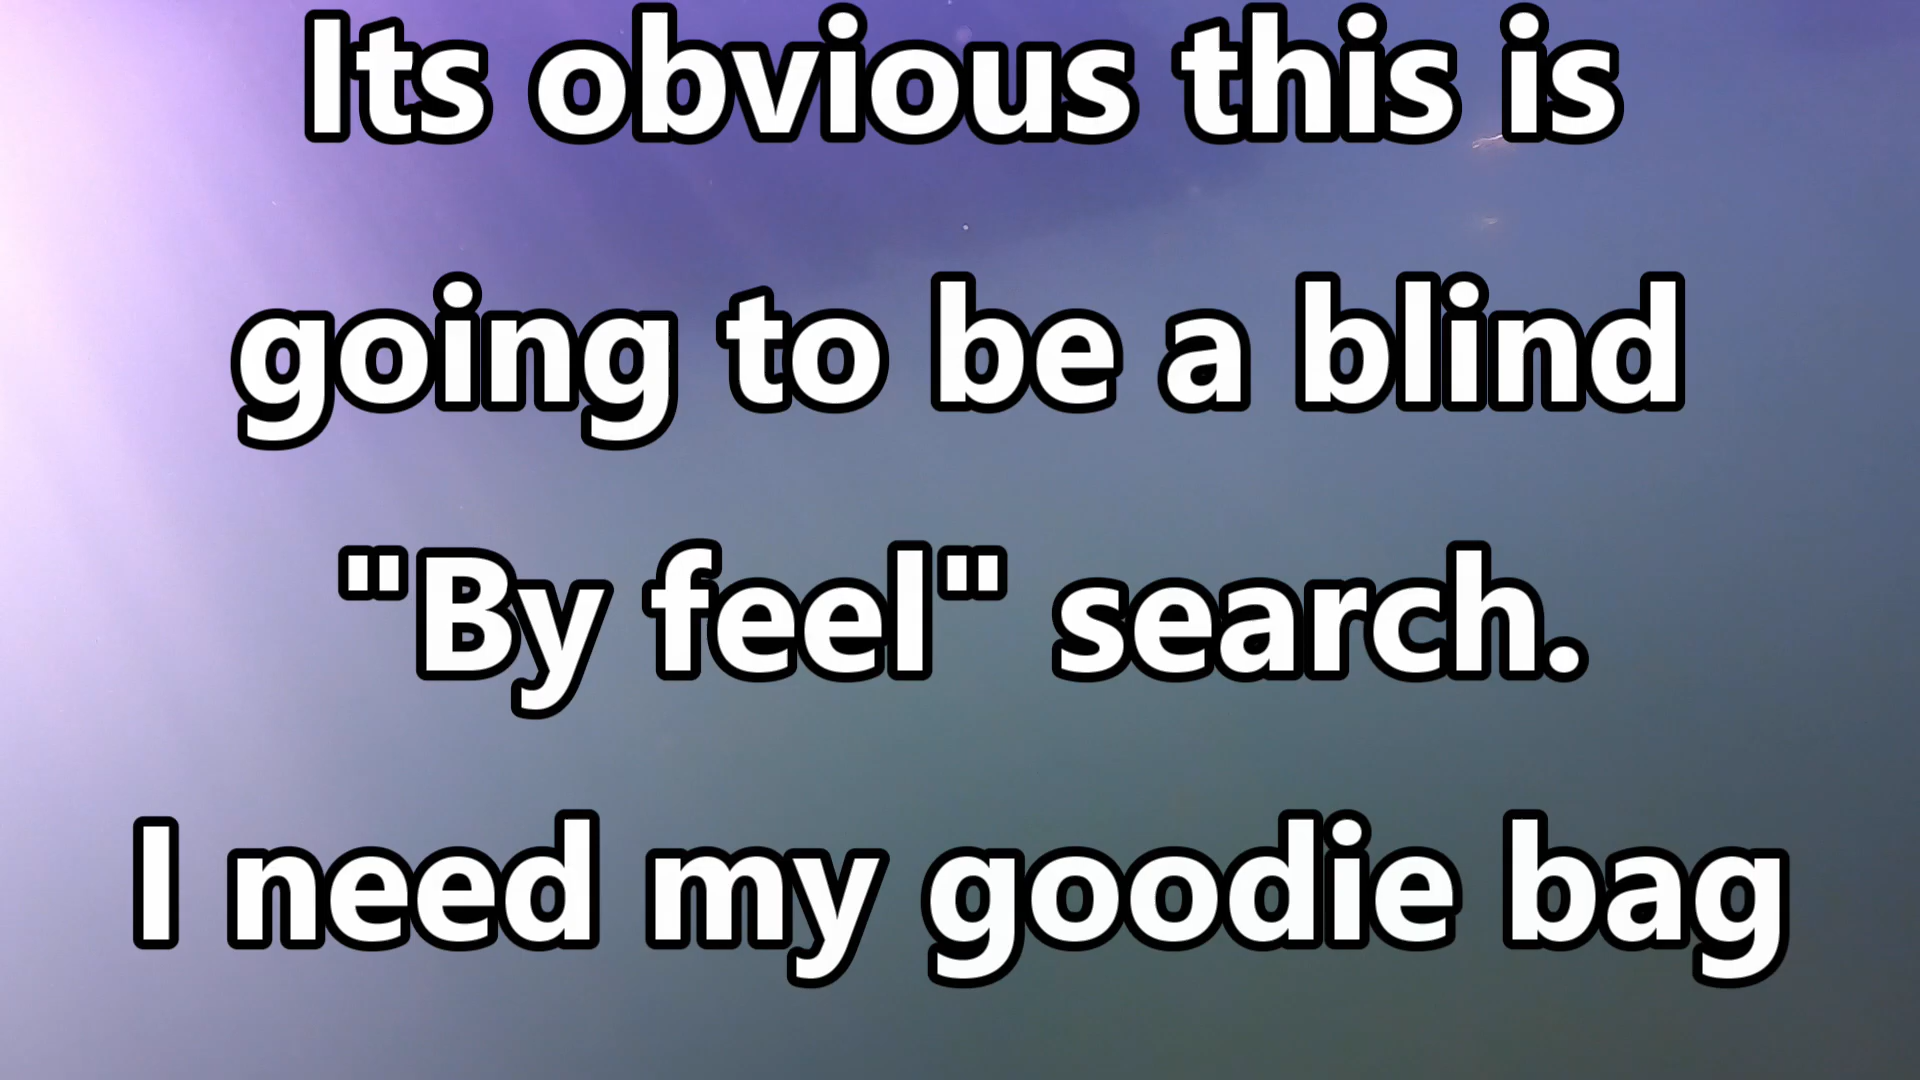 Its obvious this is
going to be a blind
"By feel" search.
I need my goodie bag